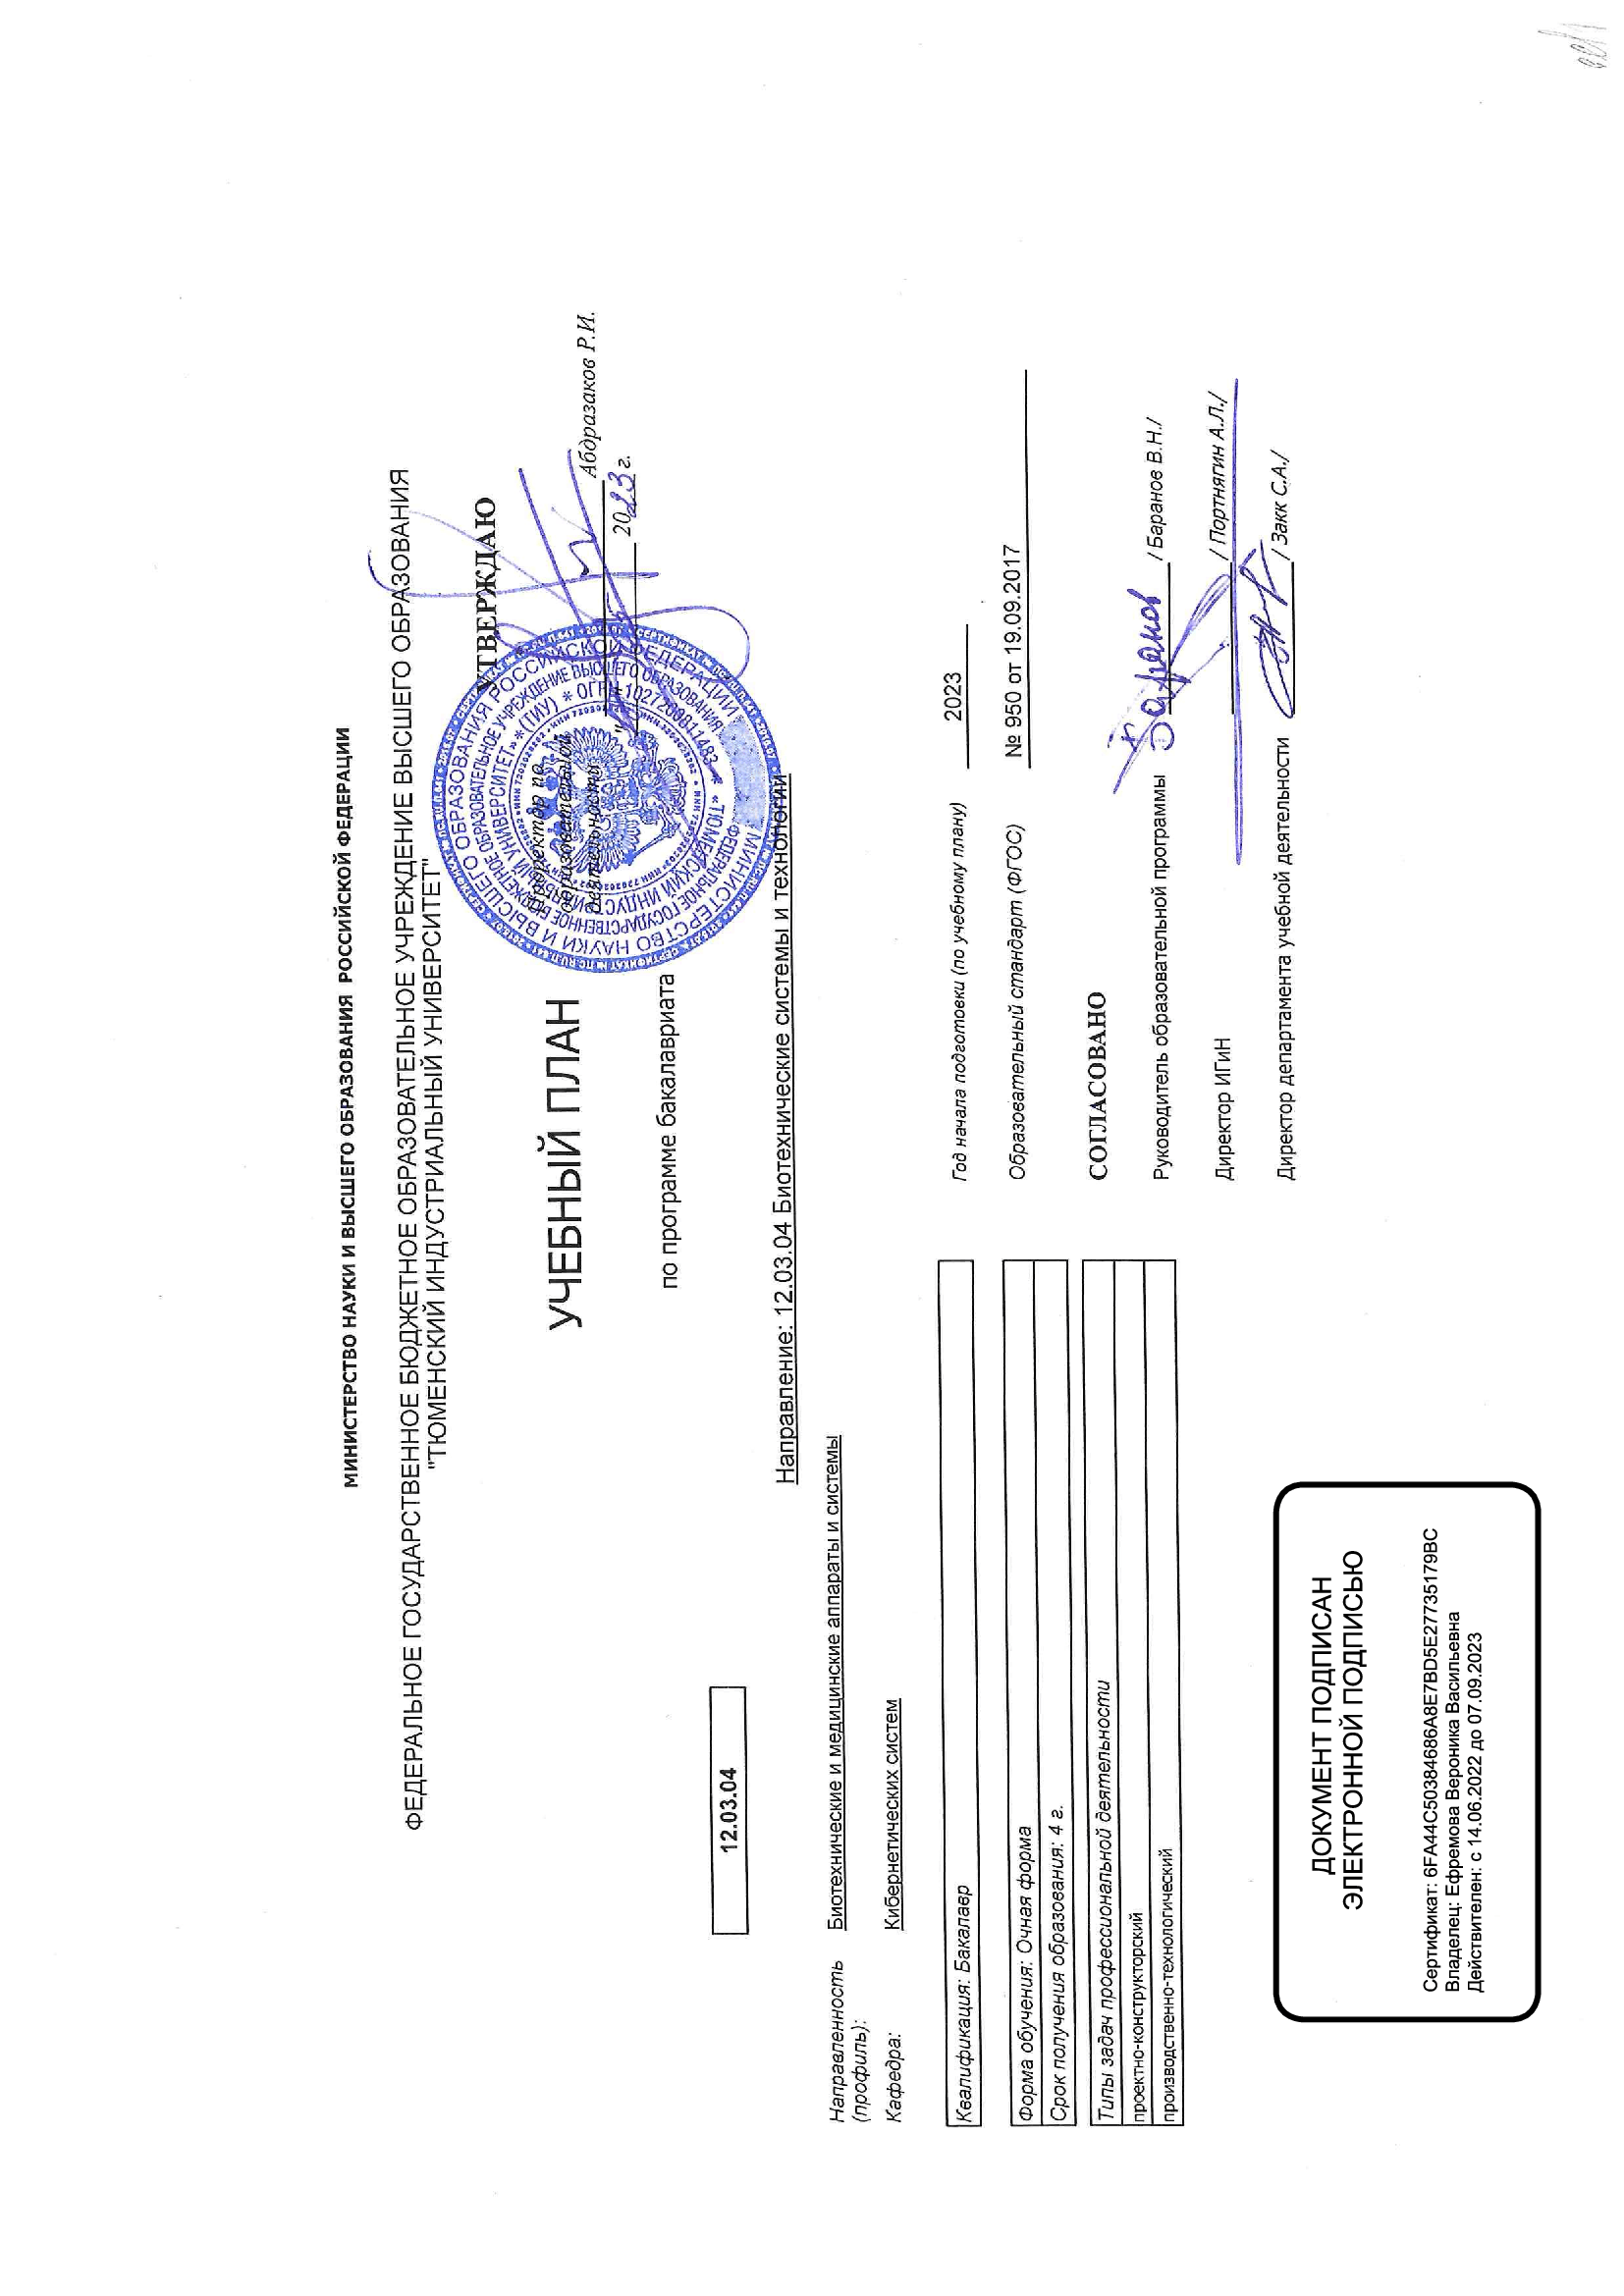 МИНИСТЕРСТВО НАУКИ И ВЫСШЕГО ОБРАЗОВАНИЯ РОССИЙСКОЙ ФЕДЕРАЦИИ
ФЕДЕРАЛЬНОЕ ГОСУДАРСТВЕННОЕ БЮДЖЕТНОЕ ОБРАЗОВАТЕЛЬНОЕ УЧРЕЖДЕНИЕ ВЫСШЕГО ОБРАЗОВАНИЯ
"ТЮМЕНСКИЙ ИНДУСТРИАЛЬНЫЙ УНИВЕРСИТЕТ"
УТВЕРЖДАЮ
Проректор по
образовательной
деятельности
Абдразаков Р.И.
2023 г.
УЧЕБНЫЙ ПЛАН
по программе бакалавриата
12.03.04
Направление: 12.03.04 Биотехнические системы и технологии
Направленность
(профиль):
Биотехнические и медицинские аппараты и системы
Кафедра:
Кибернетических систем
Квалификация: Бакалавр
Форма обучения: Очная форма
Срок получения образования: 4 г.
Типы задач профессиональной деятельности
проектно-конструкторский
производственно-технологический
Год начала подготовки (по учебному плану)
2023
Образовательный стандарт (ФГОС)
№ 950 от 19.09.2017
СОГЛАСОВАНО
Руководитель образовательной программы
Баранов
/ Баранов В.Н./
Директор ИГиН
/ Портнягин А.Л./
Директор департамента учебной деятельности
/ Закк С.А./
ДОКУМЕНТ ПОДПИСАН
ЭЛЕКТРОННОЙ ПОДПИСЬЮ
Сертификат: 6FA44C50384686A8E7BD5E27735179BC
Владелец: Ефремова Вероника Васильевна
Действителен: с 14.06.2022 до 07.09.2023